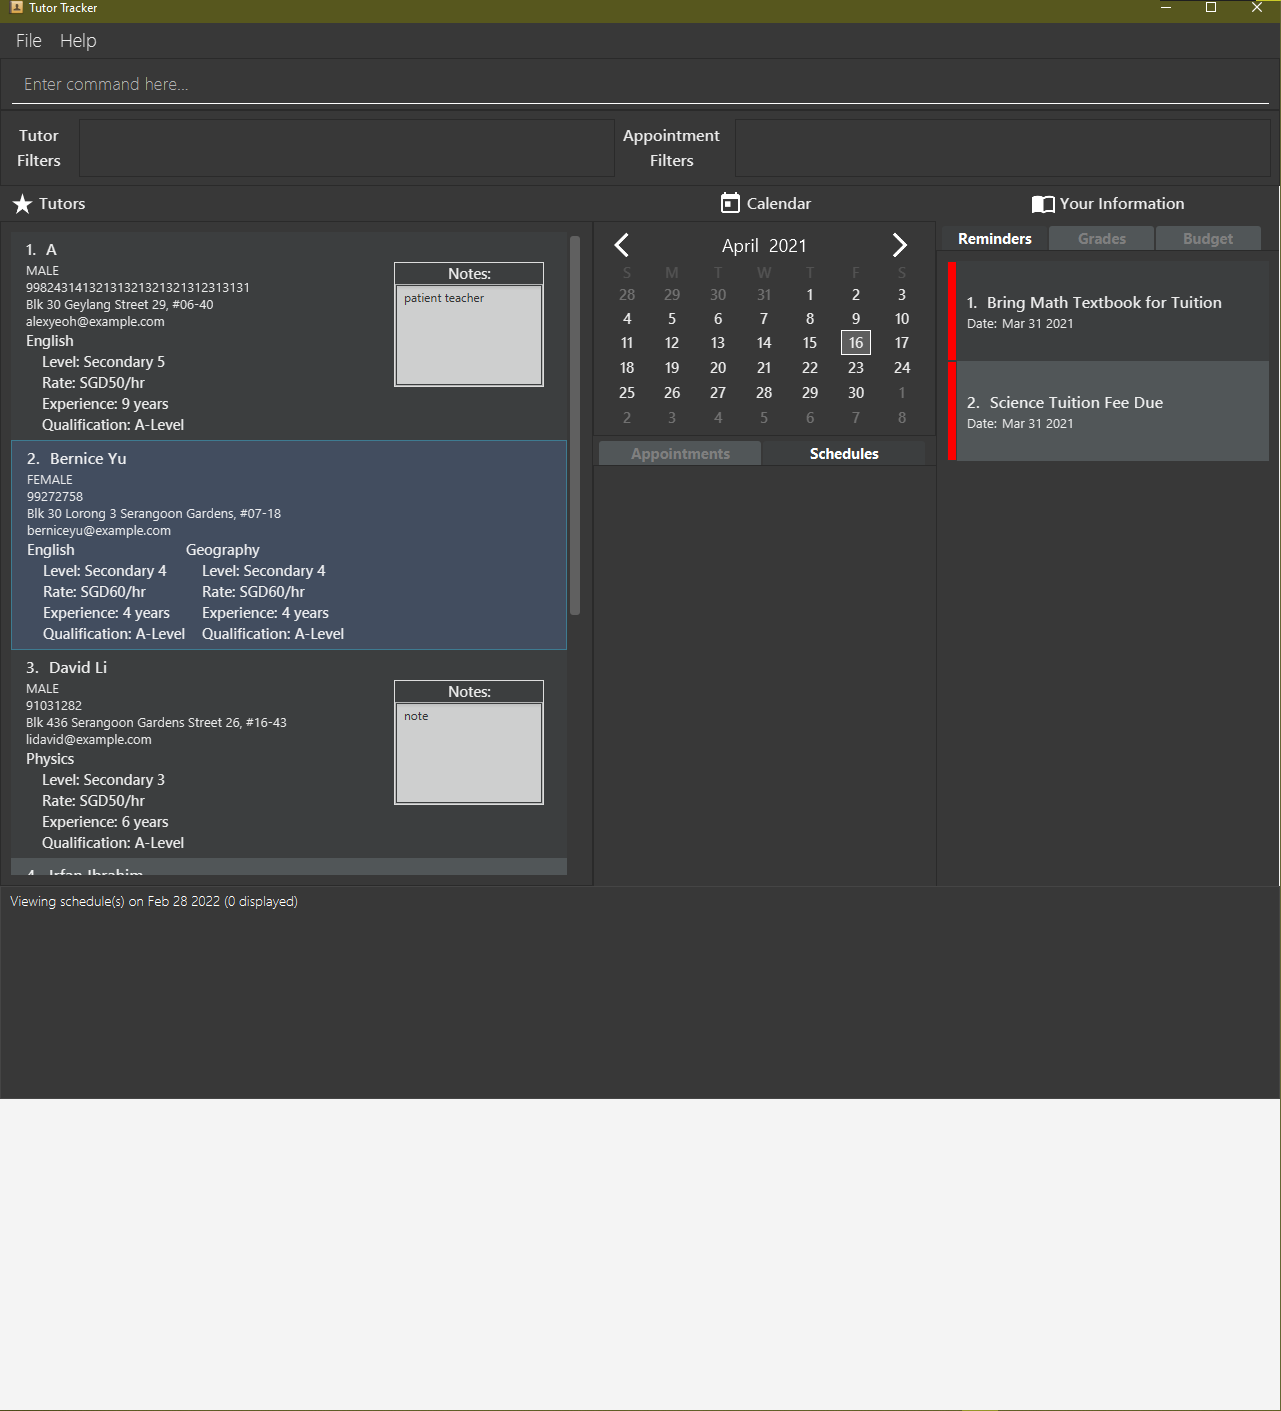 Tutor Tracker
File Help
Enter command here...
Tutor Filters
Appointment Filters
Tutors
1. A
MALE
99824314132131321321321312313131
Blk 30 Geylang Street 29, #06-40
alexyeoh@example.com
English
Level: Secondary 5
Rate: SGD50/hr
Experience: 9 years
Qualification: A-Level
Notes:
patient teacher
2. Bernice Yu
FEMALE
99272758
Blk 30 Lorong 3 Serangoon Gardens, #07-18
berniceyu@example.com
English Geography
Level: Secondary 4 Level: Secondary 4
Rate: SGD60/hr Rate: SGD60/hr
Experience: 4 years Experience: 4 years
Qualification: A-Level Qualification: A-Level
3. David Li
MALE
91031282
Blk 436 Serangoon Gardens Street 26, #16-43
lidavid@example.com
Physics
Level: Secondary 3
Rate: SGD50/hr
Experience: 6 years
Qualification: A-Level
Notes:
note
4. Irfan Ibrahim
Calendar
April 2021
S M T W T F S
28 29 30 31 1 2 3
4 5 6 7 8 9 10
11 12 13 14 15 16 17
18 19 20 21 22 23 24
25 26 27 28 29 30 1
2 3 4 5 6 7 8
Appointments Schedules
Your Information
Reminders Grades Budget
1. Bring Math Textbook for Tuition
Date: Mar 31 2021
2. Science Tuition Fee Due
Date: Mar 31 2021
Viewing schedule(s) on Feb 28 2022 (0 displayed)